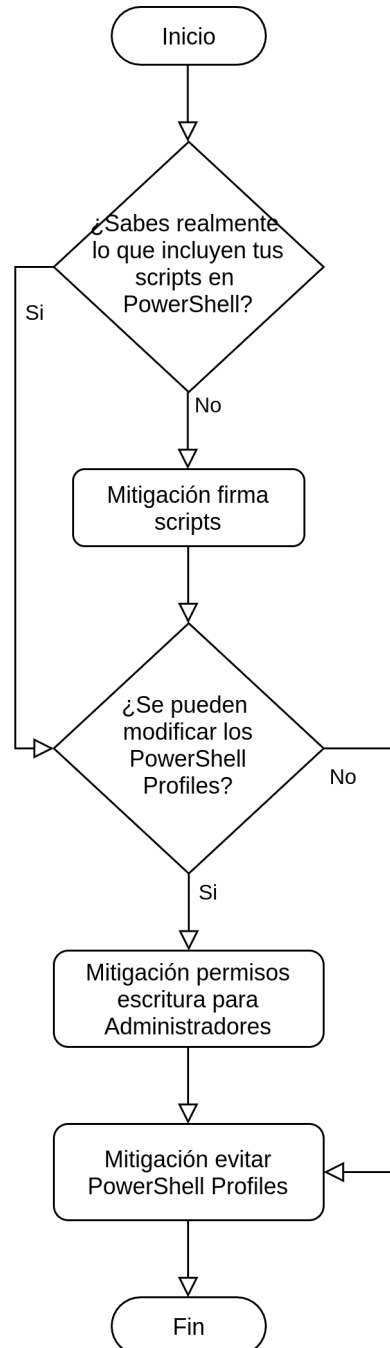 Inicio
¿Sabes realmente
lo que incluyen tus
scripts en
PowerShell?
Si
No
Mitigación firma
scripts
¿Se pueden
modificar los
PowerShell
Profiles?
No
Si
Mitigación permisos
escritura para
Administradores
Mitigación evitar
PowerShell Profiles
Fin